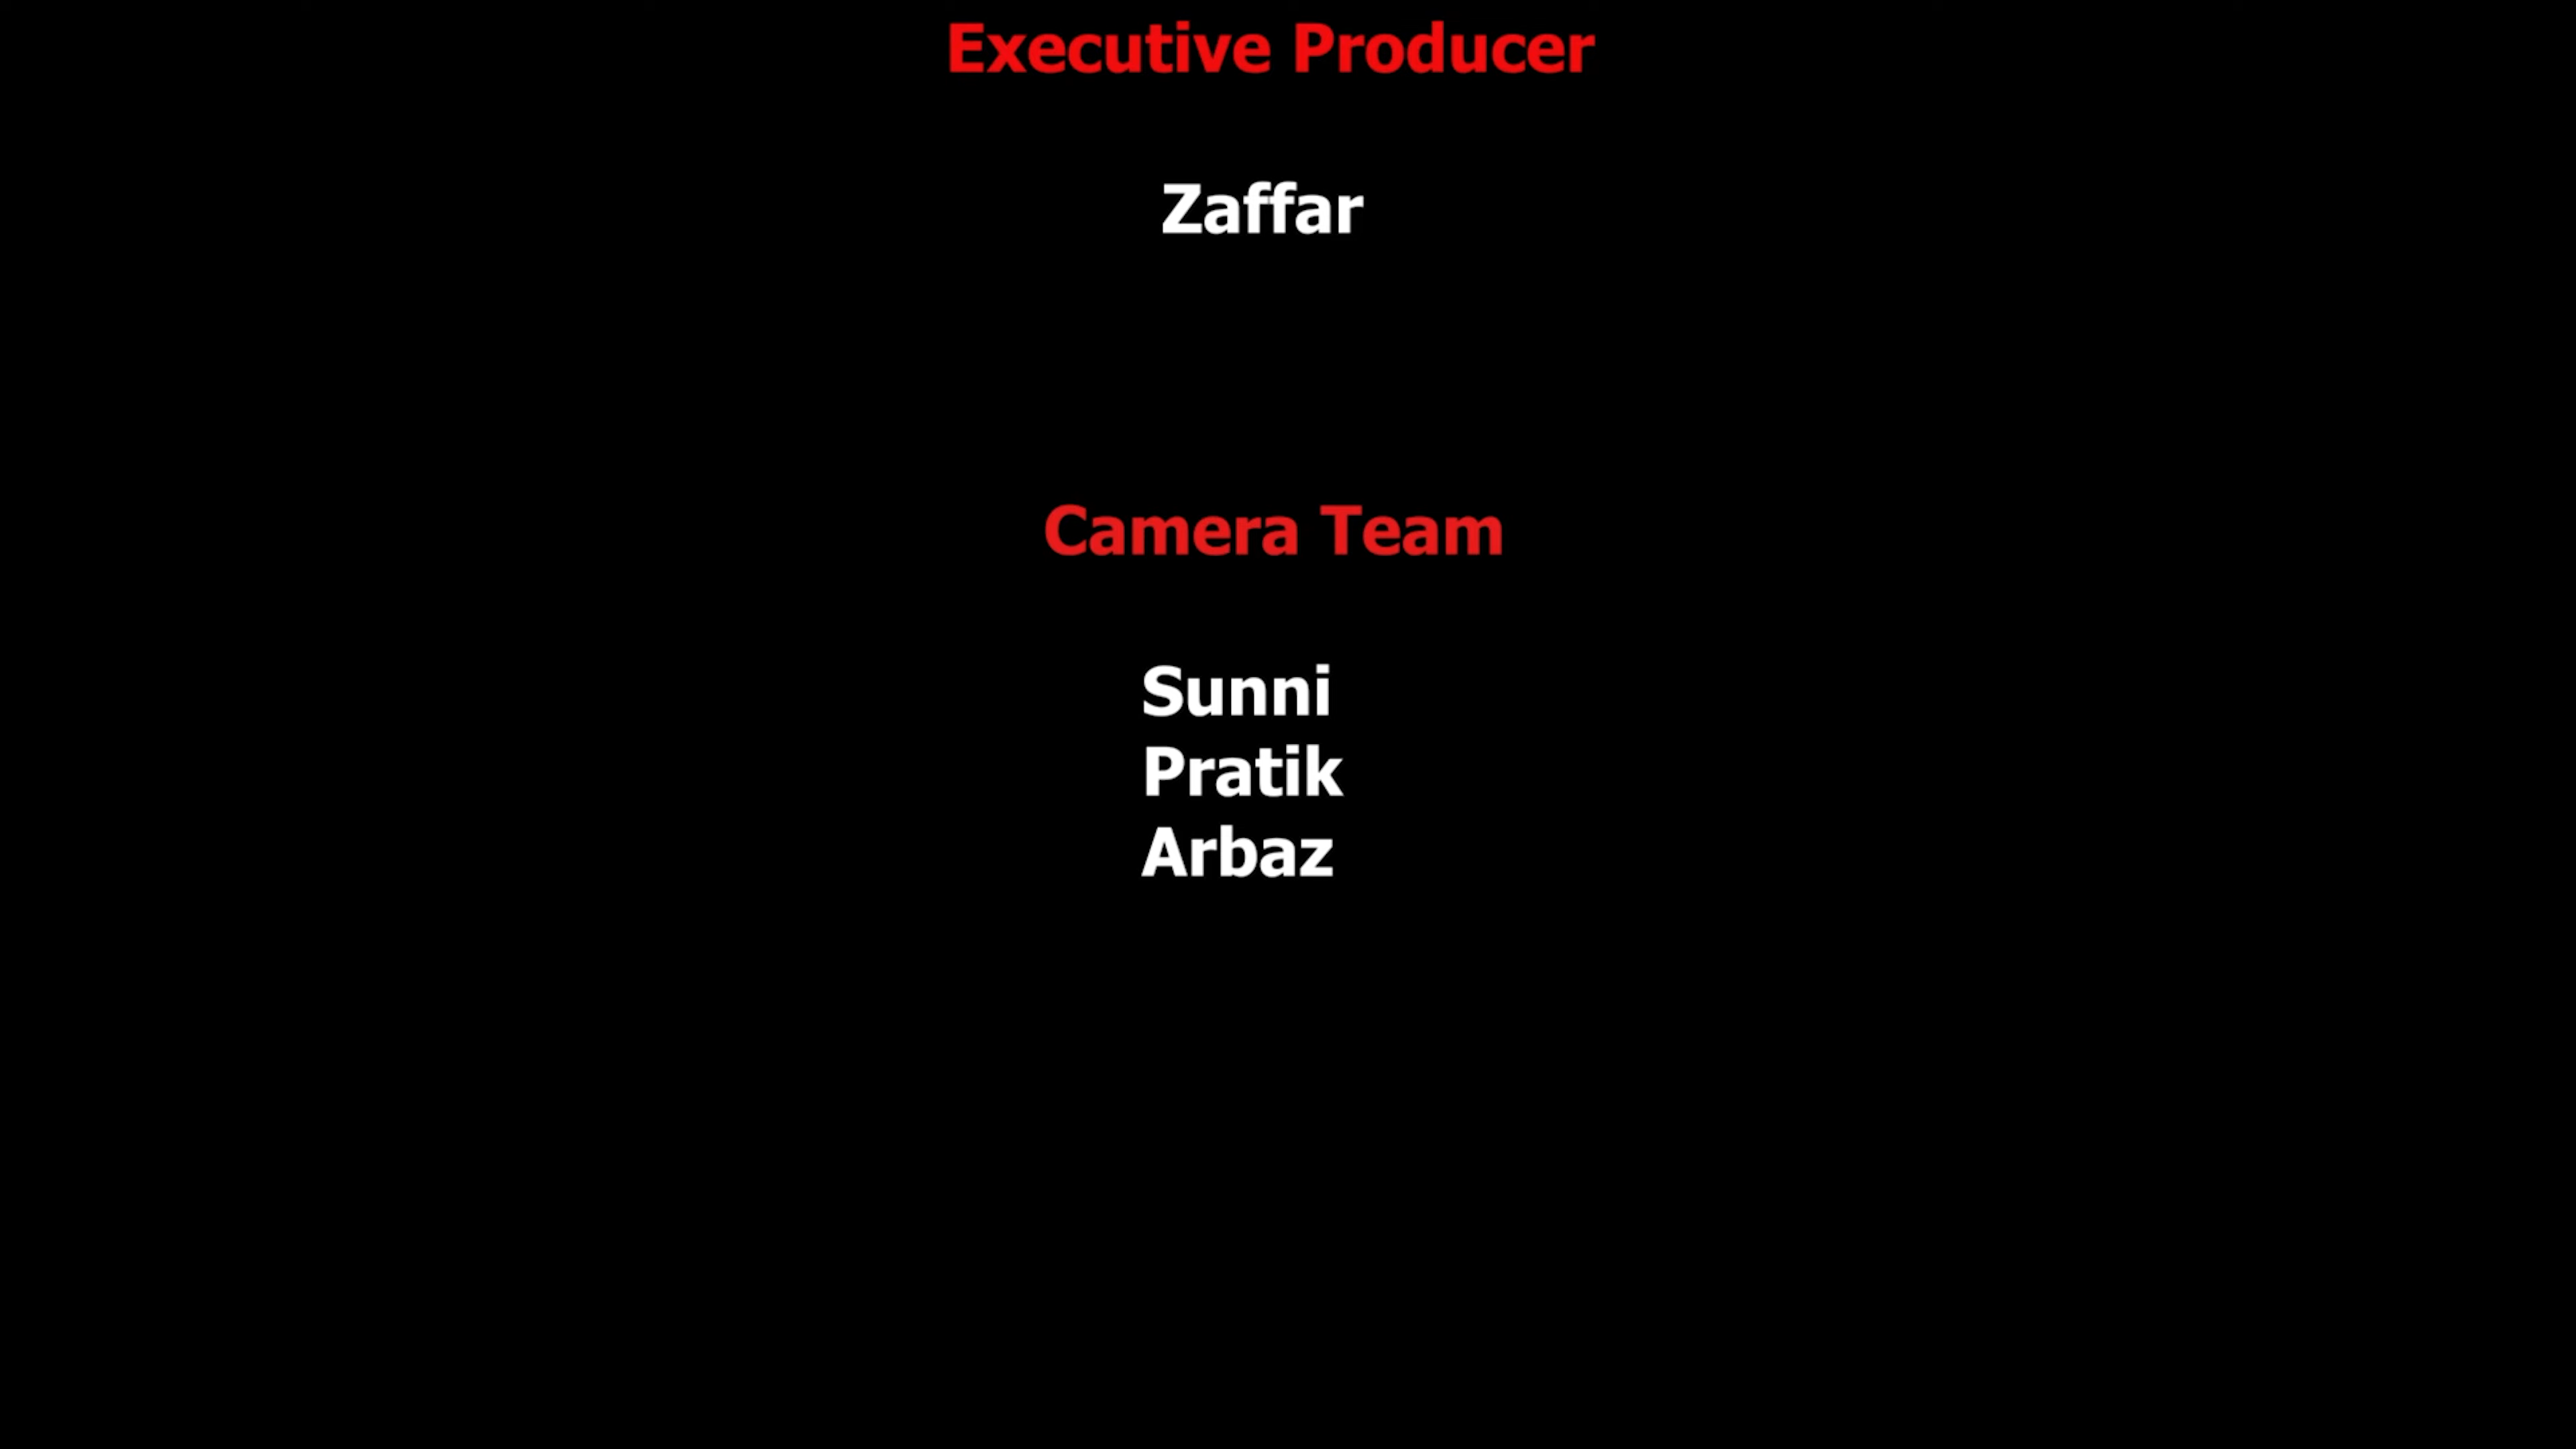 Executive Producer
Zaffar
Camera Team
Sunni
Pratik
Arbaz